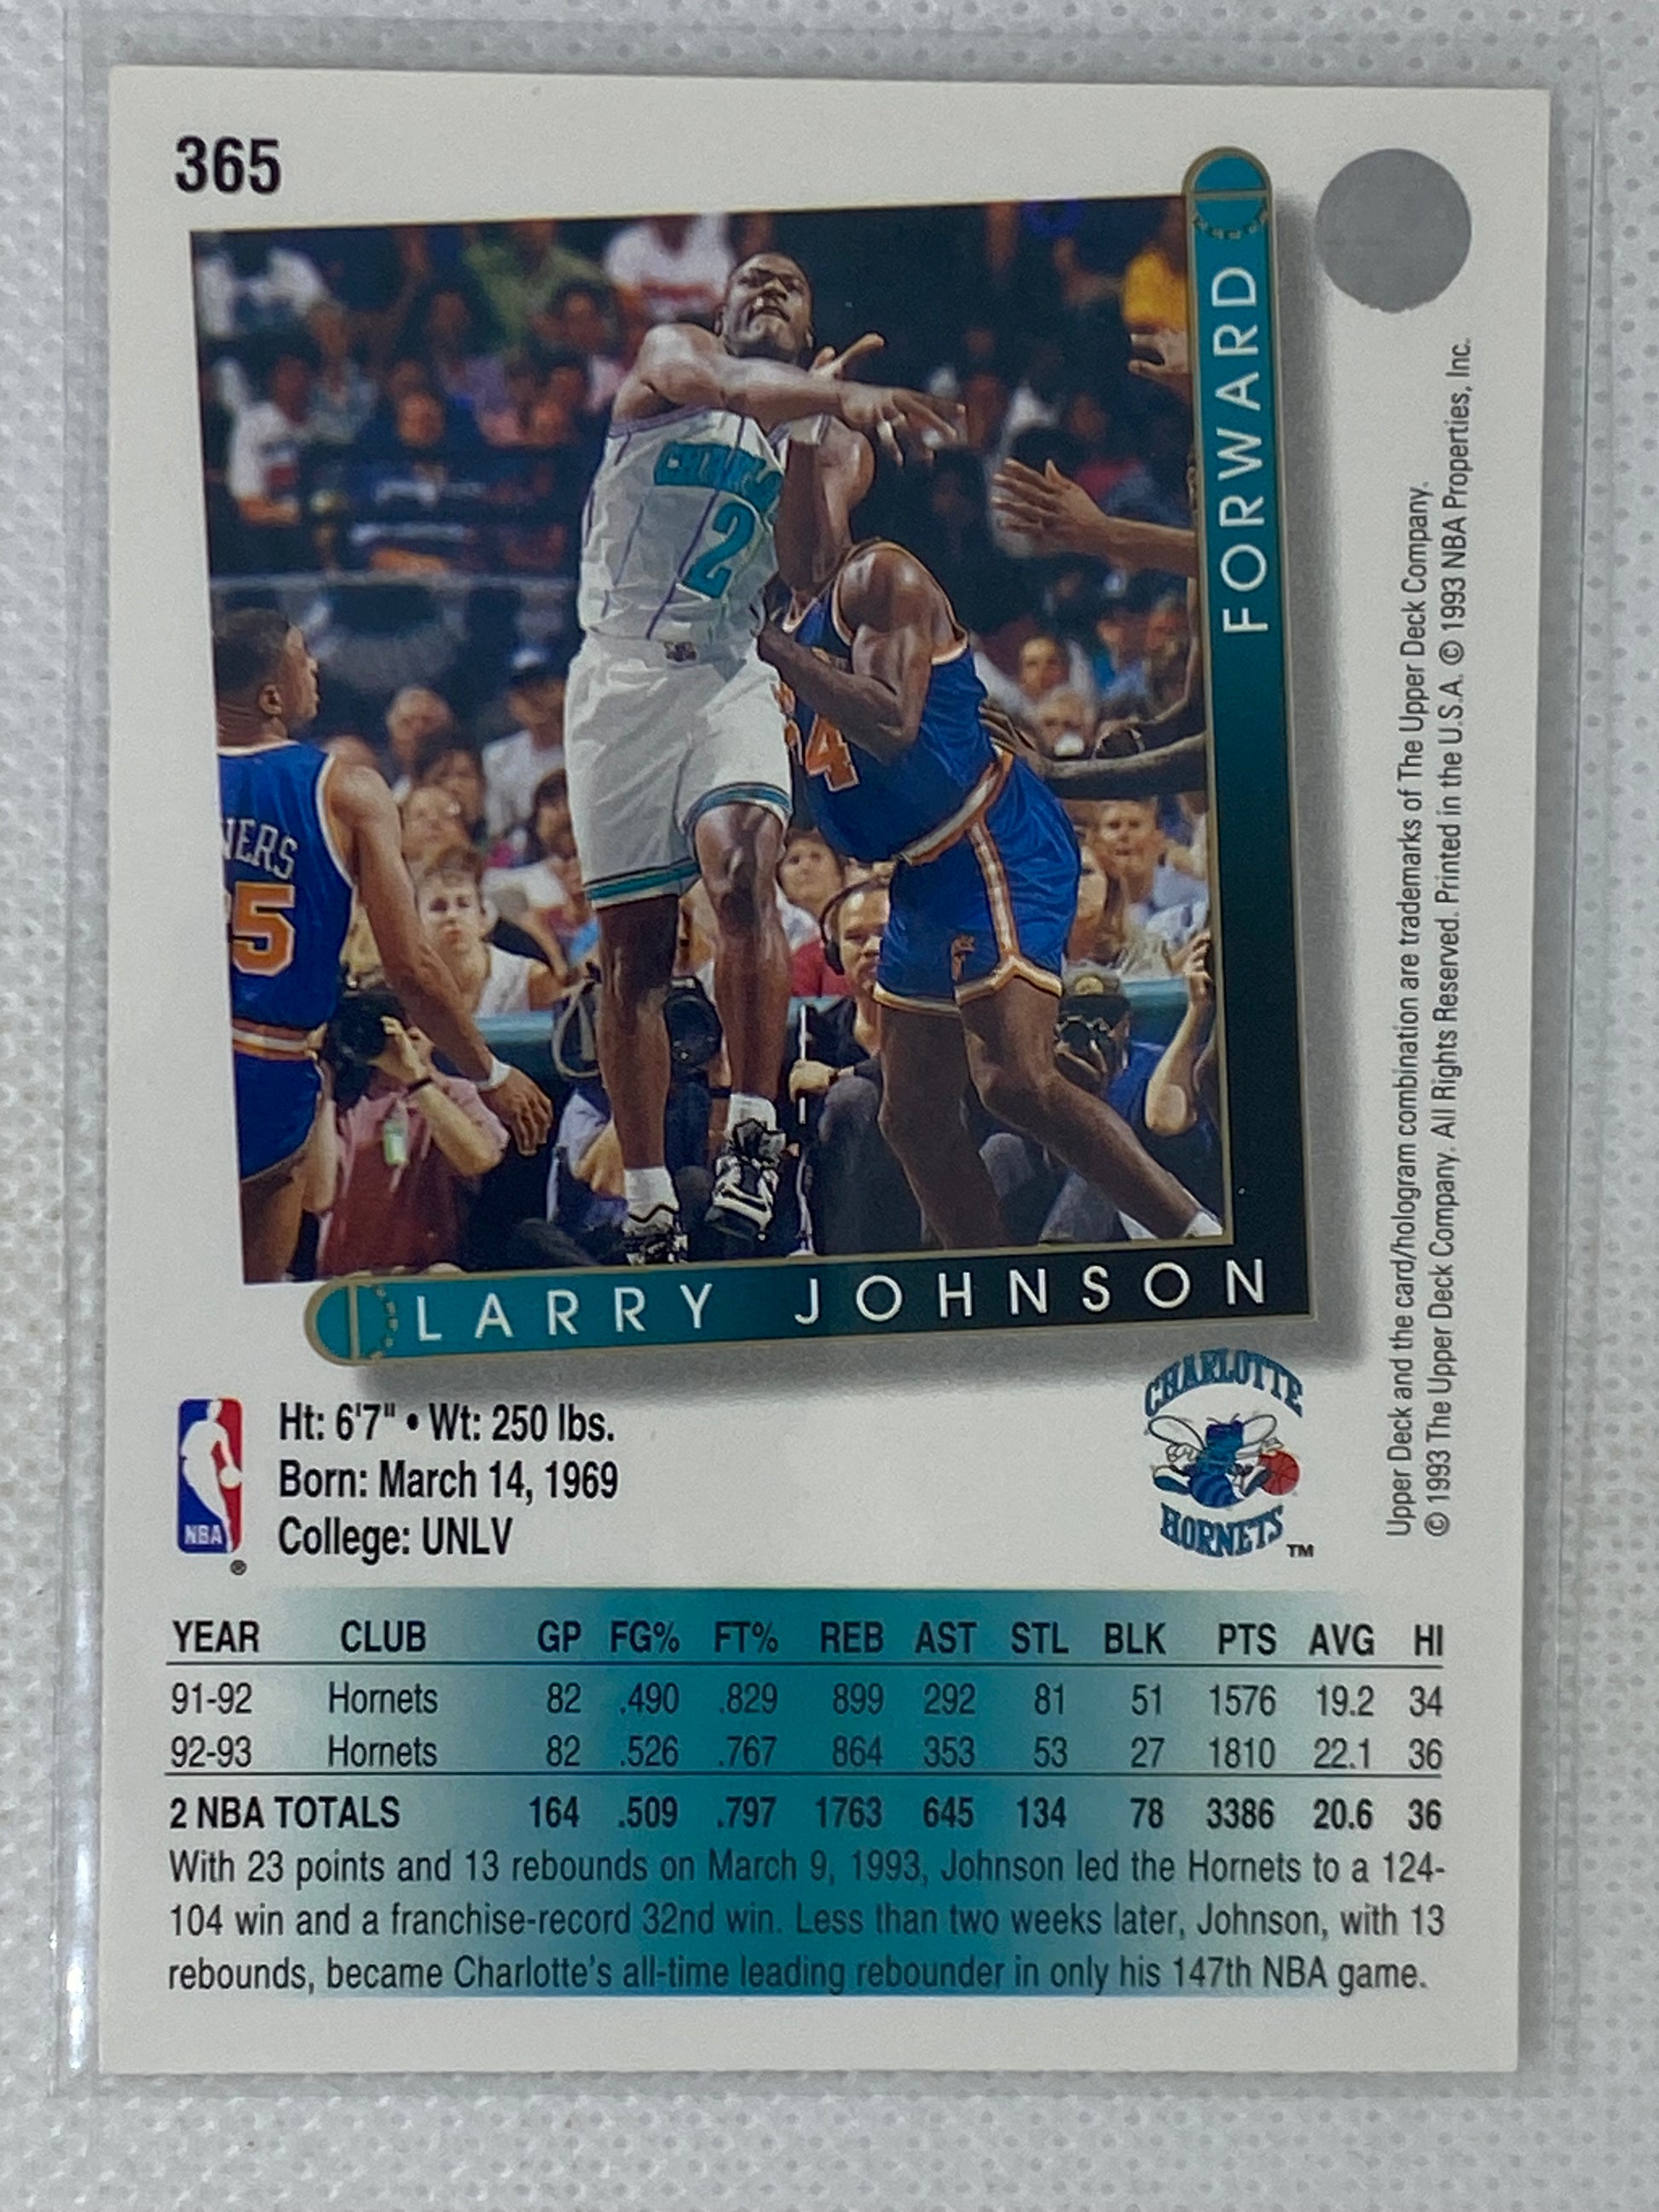 365
FORWARD
CHARLO
2
NERS
5
4
LARRY JOHNSON
Upper Deck and the card/hologram combination are trademarks of The Upper Deck Company.
© 1993 The Upper Deck Company. All Rights Reserved. Printed in the U.S.A. © 1993 NBA Properties, Inc.
NBA
®
Ht: 6'7" • Wt: 250 lbs.
Born: March 14, 1969
College: UNLV
CHARLOTTE
HORNETS
TM
YEAR CLUB GP FG% FT% REB AST STL BLK PTS AVG HI
91-92 Hornets 82 .490 .829 899 292 81 51 1576 19.2 34
92-93 Hornets 82 .526 .767 864 353 53 27 1810 22.1 36
2 NBA TOTALS 164 .509 .797 1763 645 134 78 3386 20.6 36
With 23 points and 13 rebounds on March 9, 1993, Johnson led the Hornets to a 124-
104 win and a franchise-record 32nd win. Less than two weeks later, Johnson, with 13
rebounds, became Charlotte's all-time leading rebounder in only his 147th NBA game.